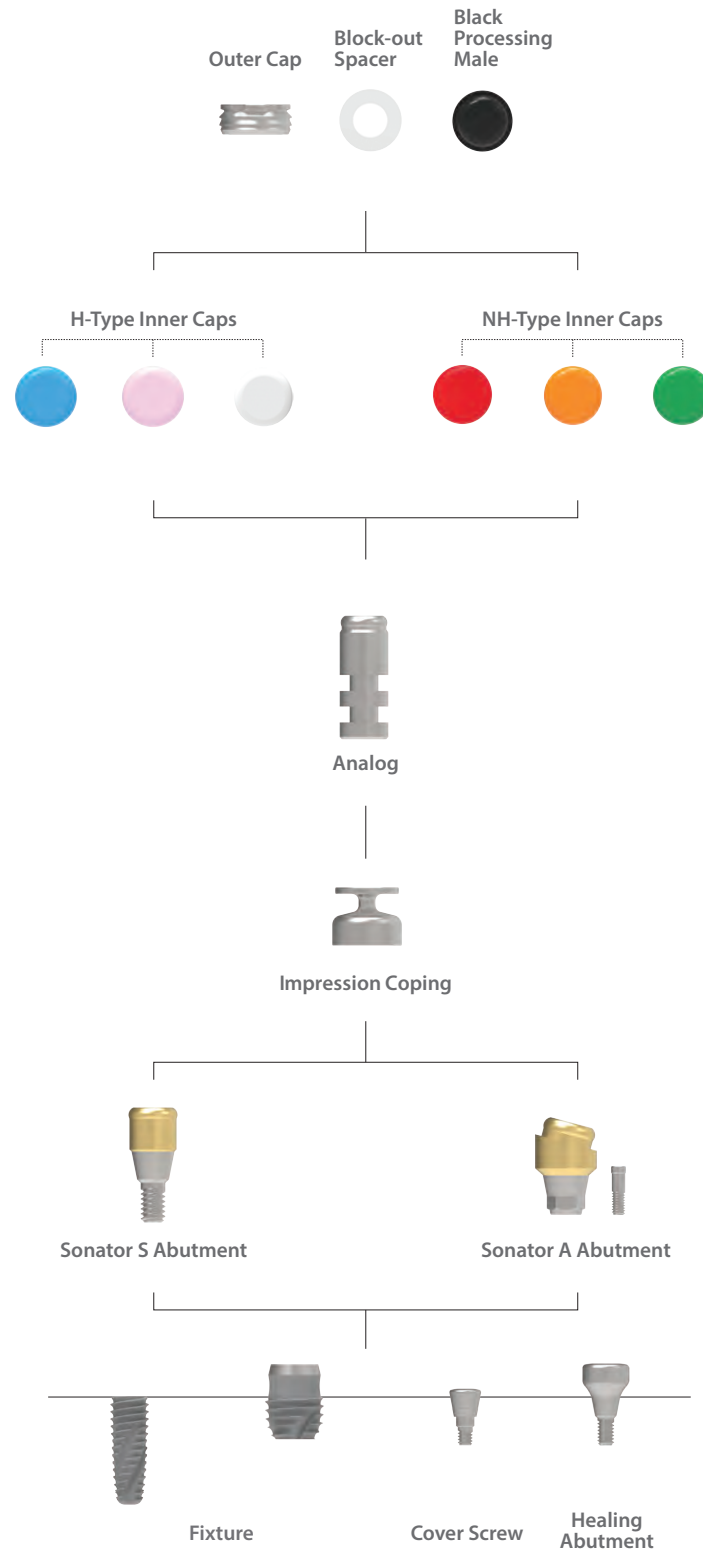 Outer Cap
Block-out
Spacer
Black
Processing
Male
H-Type Inner Caps
NH-Type Inner Caps
Analog
Impression Coping
Sonator S Abutment
Sonator A Abutment
Fixture
Cover Screw
Healing
Abutment